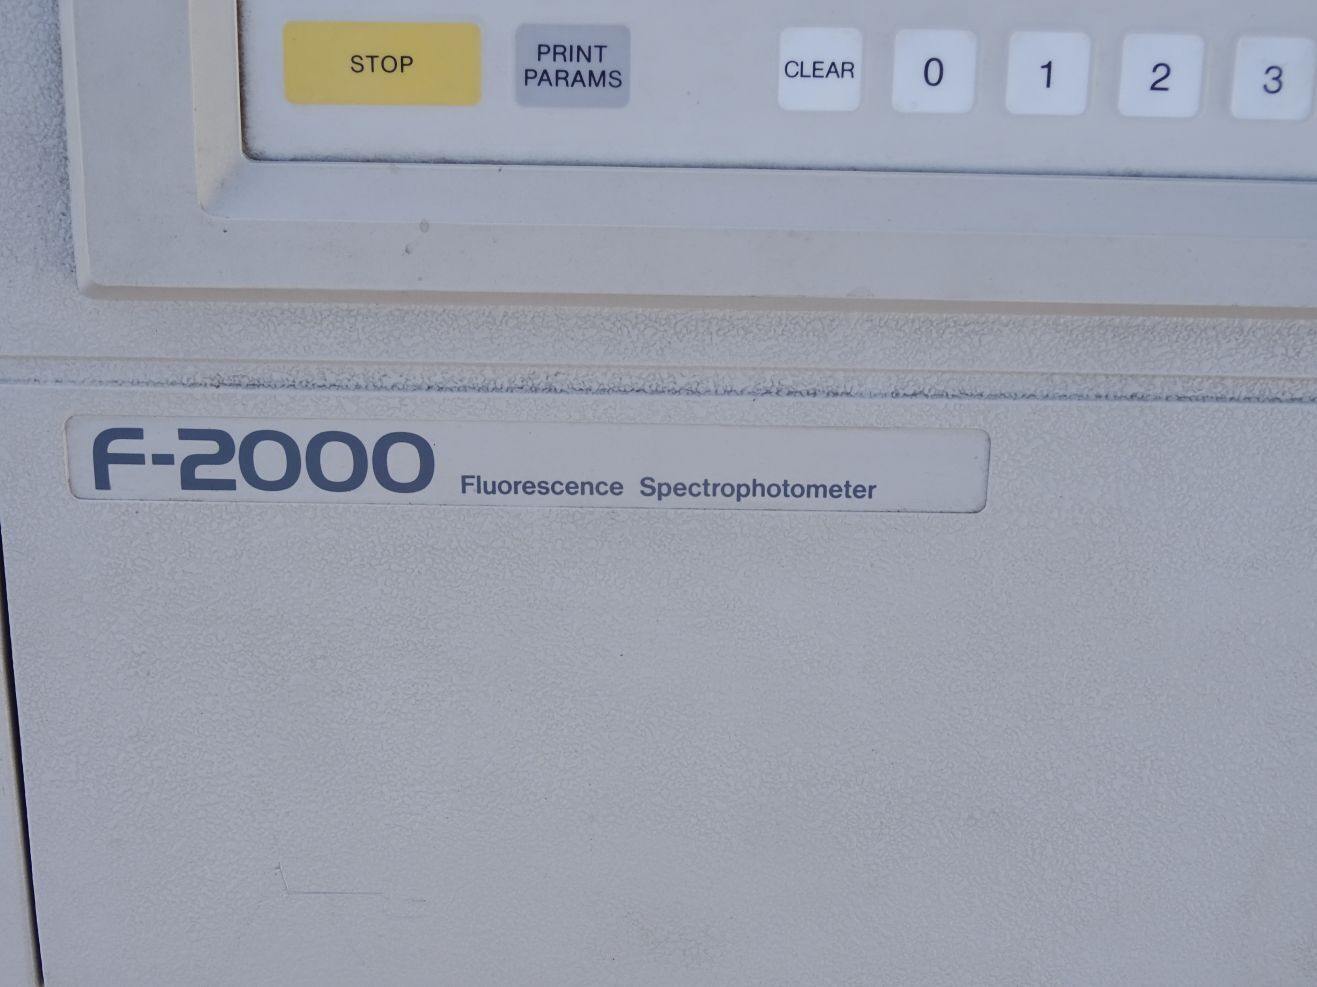 STOP
PRINT
PARAMS
CLEAR
0
1
2
3
F-2000 Fluorescence Spectrophotometer